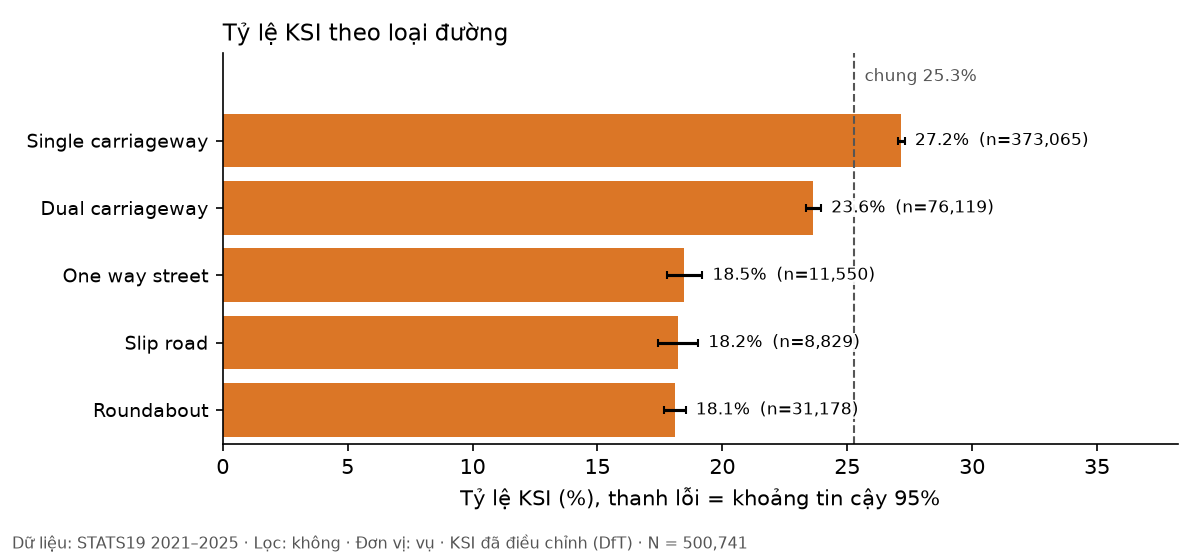 Tỷ lệ KSI theo loại đường
chung 25.3%
Single carriageway 27.2% (n=373,065)
Dual carriageway 23.6% (n=76,119)
One way street 18.5% (n=11,550)
Slip road 18.2% (n=8,829)
Roundabout 18.1% (n=31,178)
0 5 10 15 20 25 30 35
Tỷ lệ KSI (%), thanh lỗi = khoảng tin cậy 95%
Dữ liệu: STATS19 2021–2025 · Lọc: không · Đơn vị: vụ · KSI đã điều chỉnh (DfT) · N = 500,741